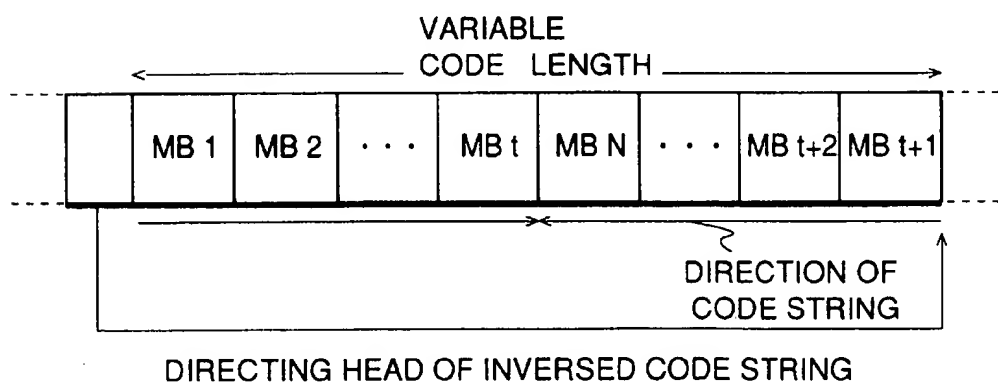 VARIABLE
CODE LENGTH
MB 1 MB 2 · · · MB t MB N · · · MB t+2 MB t+1
DIRECTION OF
CODE STRING
DIRECTING HEAD OF INVERSED CODE STRING